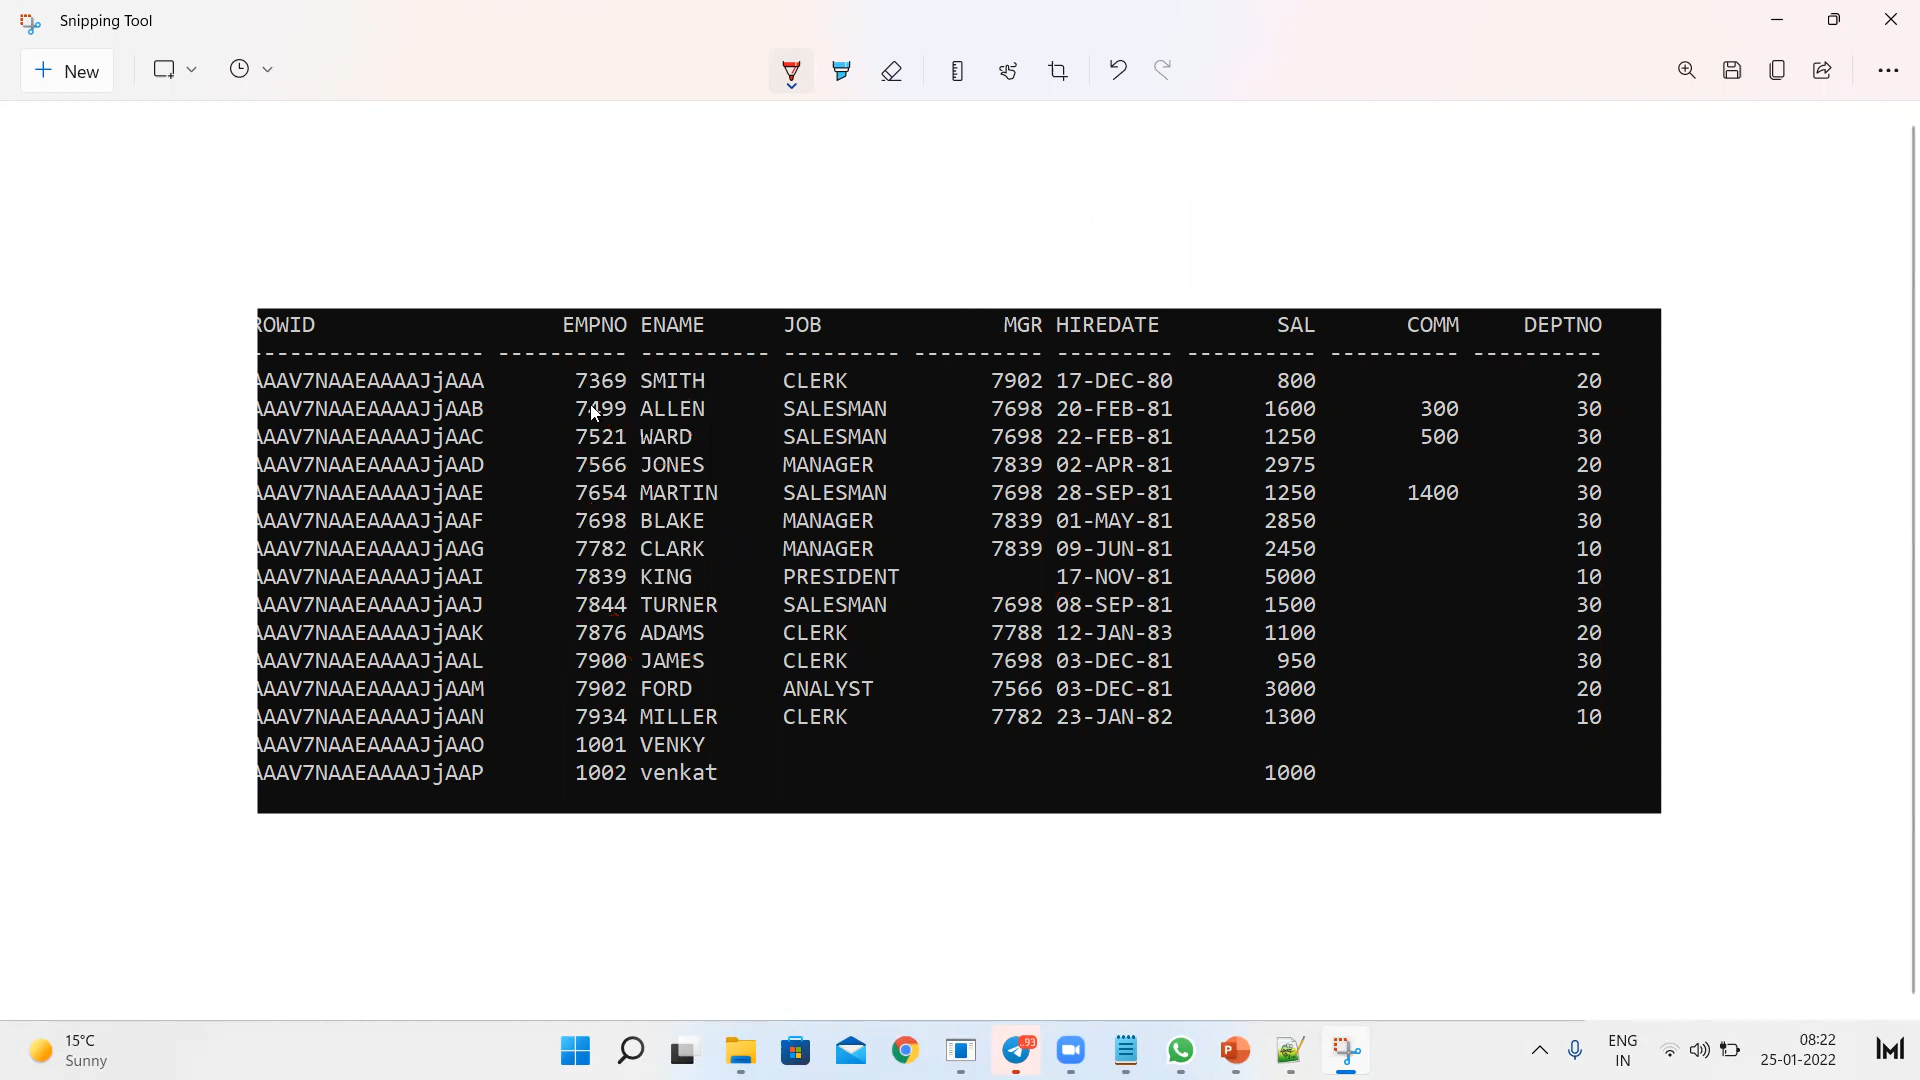 Snipping Tool
New
ROWID EMPNO ENAME JOB MGR HIREDATE SAL COMM DEPTNO
------------------ ---------- ---------- --------- ---------- --------- ---------- ---------- ----------
AAAV7NAAEAAAAJjAAA 7369 SMITH CLERK 7902 17-DEC-80 800 20
AAAV7NAAEAAAAJjAAB 7499 ALLEN SALESMAN 7698 20-FEB-81 1600 300 30
AAAV7NAAEAAAAJjAAC 7521 WARD SALESMAN 7698 22-FEB-81 1250 500 30
AAAV7NAAEAAAAJjAAD 7566 JONES MANAGER 7839 02-APR-81 2975 20
AAAV7NAAEAAAAJjAAE 7654 MARTIN SALESMAN 7698 28-SEP-81 1250 1400 30
AAAV7NAAEAAAAJjAAF 7698 BLAKE MANAGER 7839 01-MAY-81 2850 30
AAAV7NAAEAAAAJjAAG 7782 CLARK MANAGER 7839 09-JUN-81 2450 10
AAAV7NAAEAAAAJjAAI 7839 KING PRESIDENT 17-NOV-81 5000 10
AAAV7NAAEAAAAJjAAJ 7844 TURNER SALESMAN 7698 08-SEP-81 1500 30
AAAV7NAAEAAAAJjAAK 7876 ADAMS CLERK 7788 12-JAN-83 1100 20
AAAV7NAAEAAAAJjAAL 7900 JAMES CLERK 7698 03-DEC-81 950 30
AAAV7NAAEAAAAJjAAM 7902 FORD ANALYST 7566 03-DEC-81 3000 20
AAAV7NAAEAAAAJjAAN 7934 MILLER CLERK 7782 23-JAN-82 1300 10
AAAV7NAAEAAAAJjAAO 1001 VENKY
AAAV7NAAEAAAAJjAAP 1002 venkat 1000
15°C
Sunny
93
ENG
IN
08:22
25-01-2022